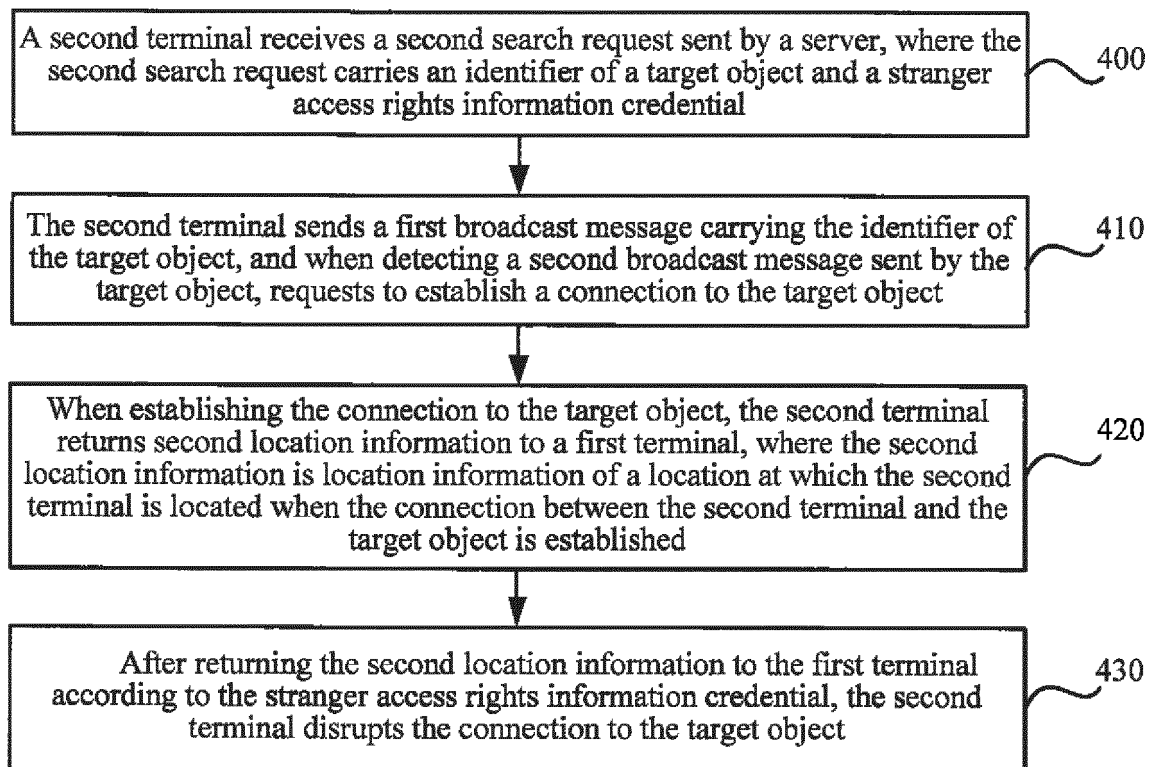 A second terminal receives a second search request sent by a server, where the
second search request carries an identifier of a target object and a stranger
access rights information credential
400
The second terminal sends a first broadcast message carrying the identifier of
the target object, and when detecting a second broadcast message sent by the
target object, requests to establish a connection to the target object
410
When establishing the connection to the target object, the second terminal
returns second location information to a first terminal, where the second
location information is location information of a location at which the second
terminal is located when the connection between the second terminal and the
target object is established
420
After returning the second location information to the first terminal
according to the stranger access rights information credential, the second
terminal disrupts the connection to the target object
430